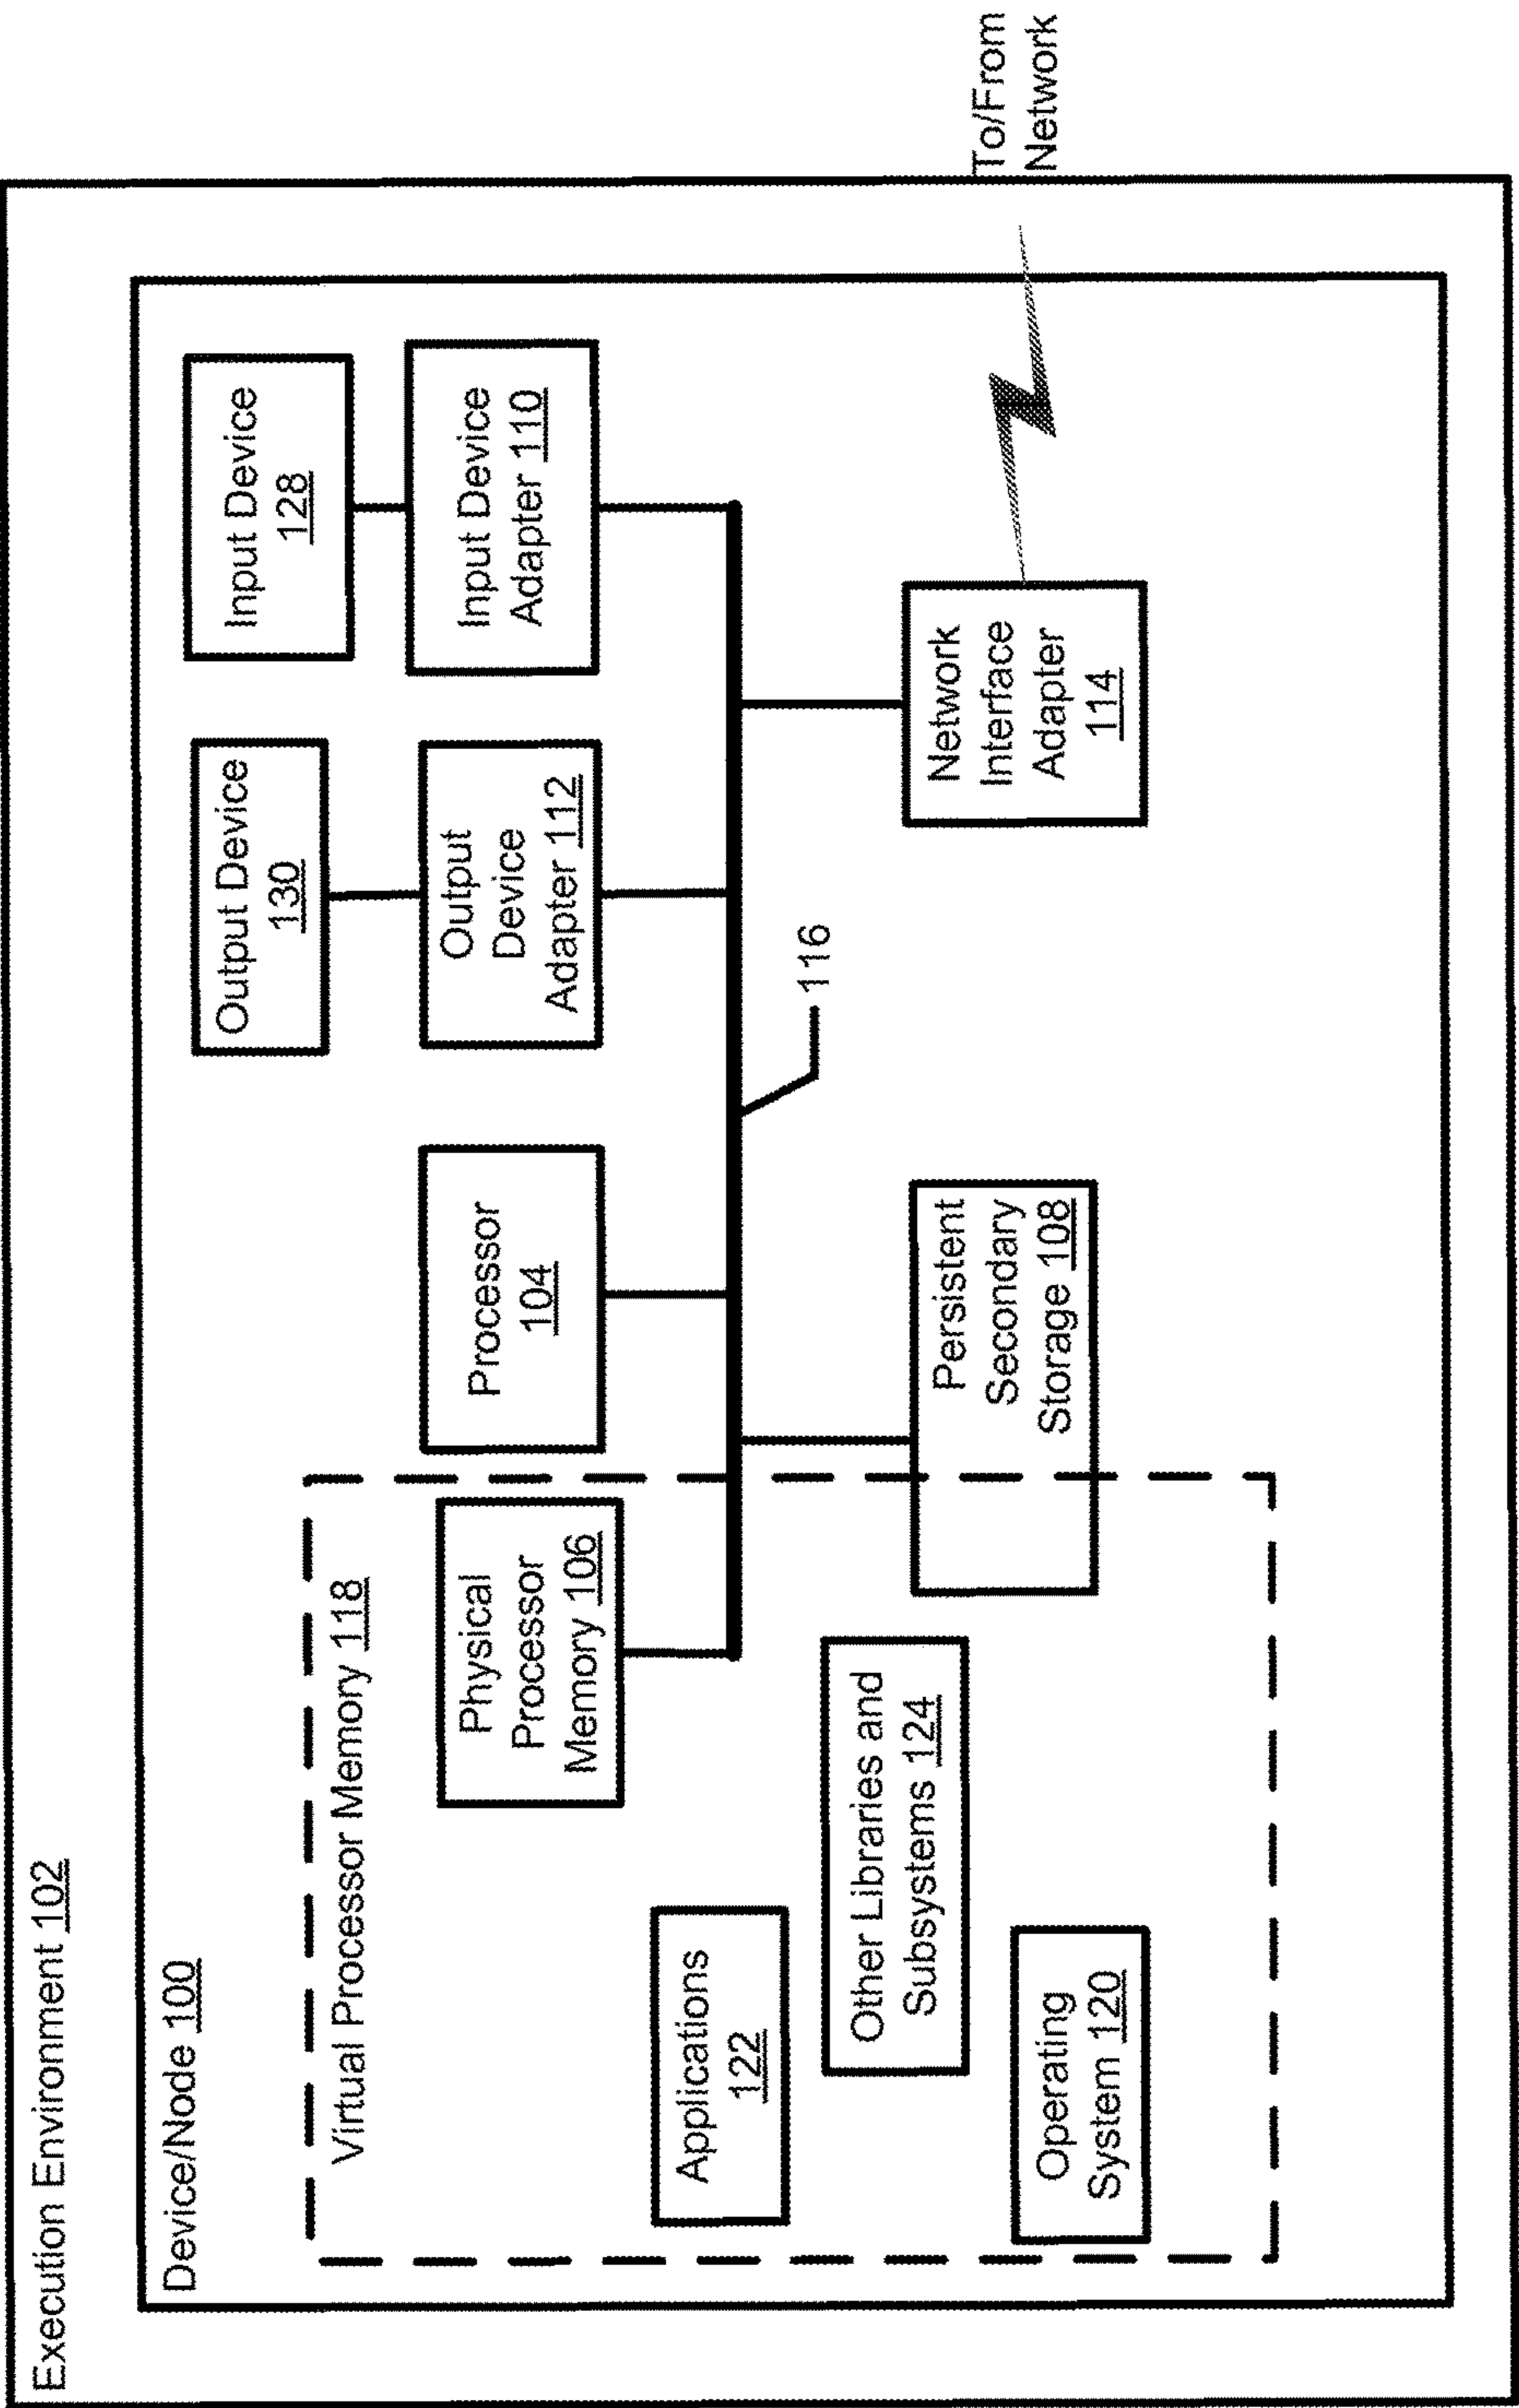 Execution Environment 102
Device/Node 100
Virtual Processor Memory 118
Physical
Processor
Memory 106
Processor
104
Output Device
130
Output
Device
Adapter 112
Input Device
128
Input Device
Adapter 110
Applications
122
Other Libraries and
Subsystems 124
Operating
System 120
Persistent
Secondary
Storage 108
116
Network
Interface
Adapter
114
To/From
Network